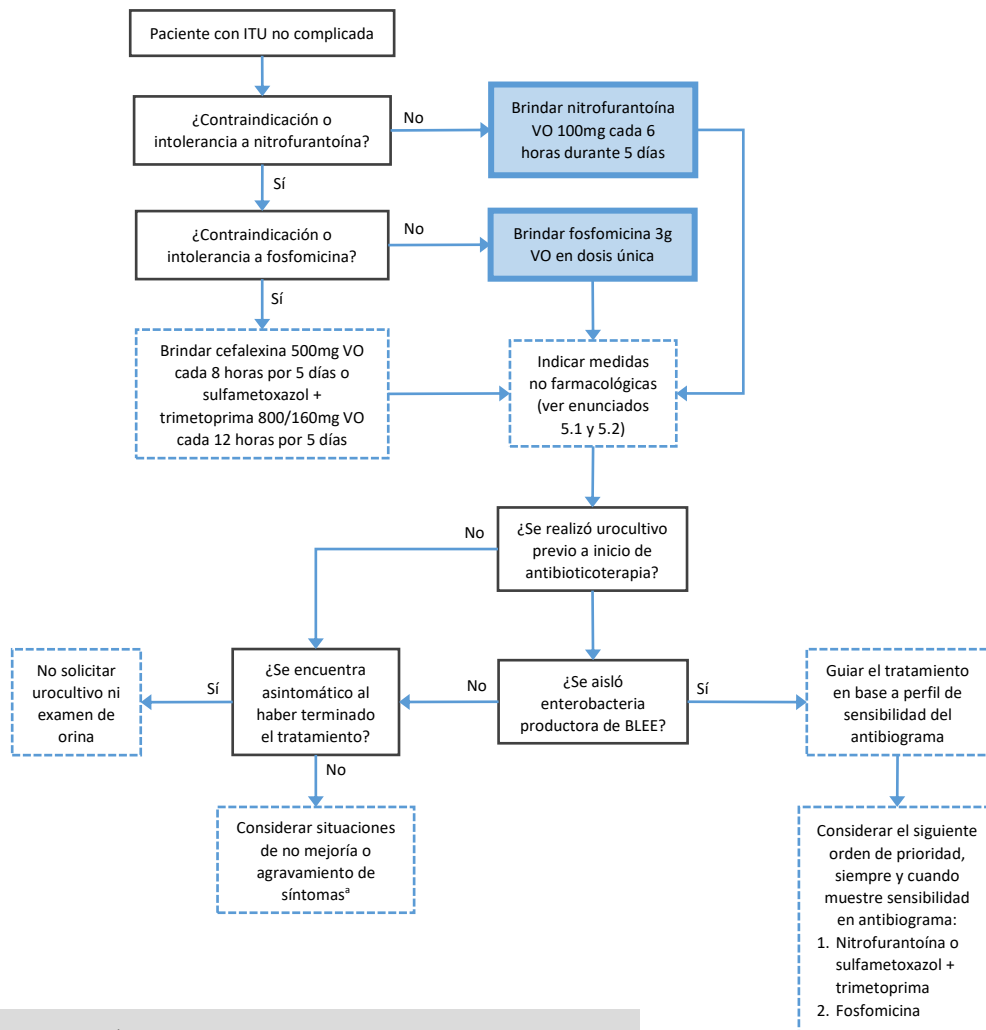 Paciente con ITU no complicada
¿Contraindicación o
intolerancia a nitrofurantoína?
No
Brindar nitrofurantoína
VO 100mg cada 6
horas durante 5 días
Sí
¿Contraindicación o
intolerancia a fosfomicina?
No
Brindar fosfomicina 3g
VO en dosis única
Sí
Brindar cefalexina 500mg VO
cada 8 horas por 5 días o
sulfametoxazol +
trimetoprima 800/160mg VO
cada 12 horas por 5 días
Indicar medidas
no farmacológicas
(ver enunciados
5.1 y 5.2)
¿Se realizó urocultivo
previo a inicio de
antibioticoterapia?
No
No solicitar
urocultivo ni
examen de
orina
Sí
¿Se encuentra
asintomático al
haber terminado
el tratamiento?
No
¿Se aisló
enterobacteria
productora de BLEE?
Sí
Guiar el tratamiento
en base a perfil de
sensibilidad del
antibiograma
No
Considerar situaciones
de no mejoría o
agravamiento de
síntomasᵃ
Considerar el siguiente
orden de prioridad,
siempre y cuando
muestre sensibilidad
en antibiograma:
1. Nitrofurantoína o
sulfametoxazol +
trimetoprima
2. Fosfomicina